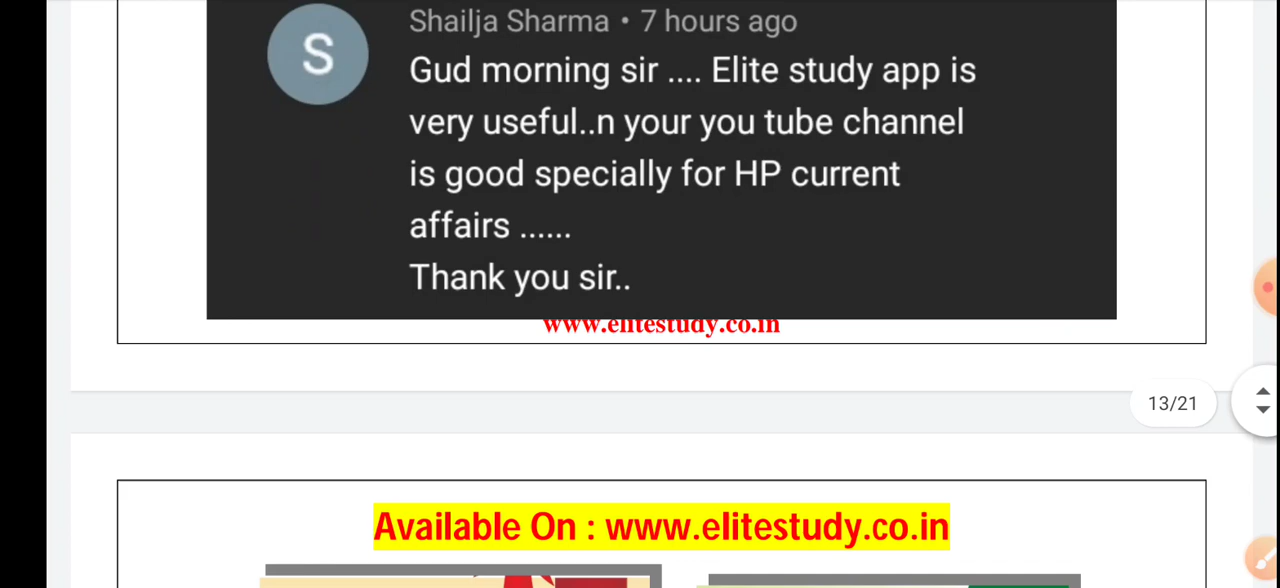 S
Shailja Sharma • 7 hours ago
Gud morning sir .... Elite study app is
very useful..n your you tube channel
is good specially for HP current
affairs ......
Thank you sir..
www.elitestudy.co.in
13/21
Available On : www.elitestudy.co.in